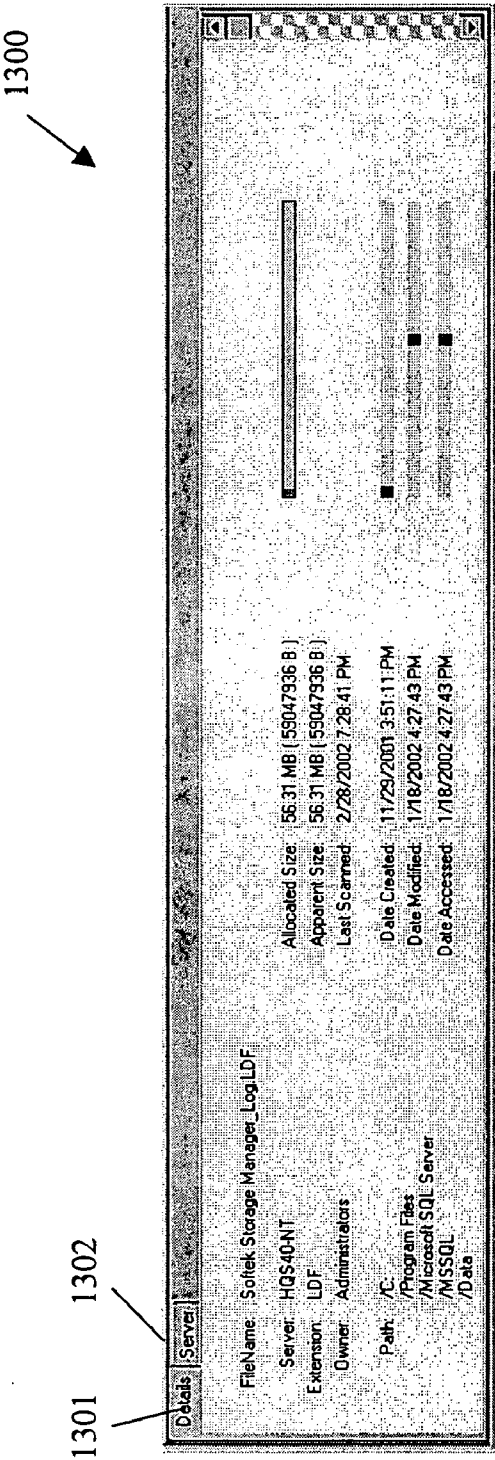 1300
1301
1302
Details Server
FileName: Softek Storage Manager_Log.LDF
Server: HQS40-NT
Extension: LDF
Owner: Administrators
Path: /C:
/Program Files
/Microsoft SQL Server
/MSSQL
/Data
Allocated Size: 56.31 MB ( 59047936 B )
Apparent Size: 56.31 MB ( 59047936 B )
Last Scanned: 2/28/2002 7:28:41 PM
Date Created: 11/29/2001 3:51:11 PM
Date Modified: 1/18/2002 4:27:43 PM
Date Accessed: 1/18/2002 4:27:43 PM